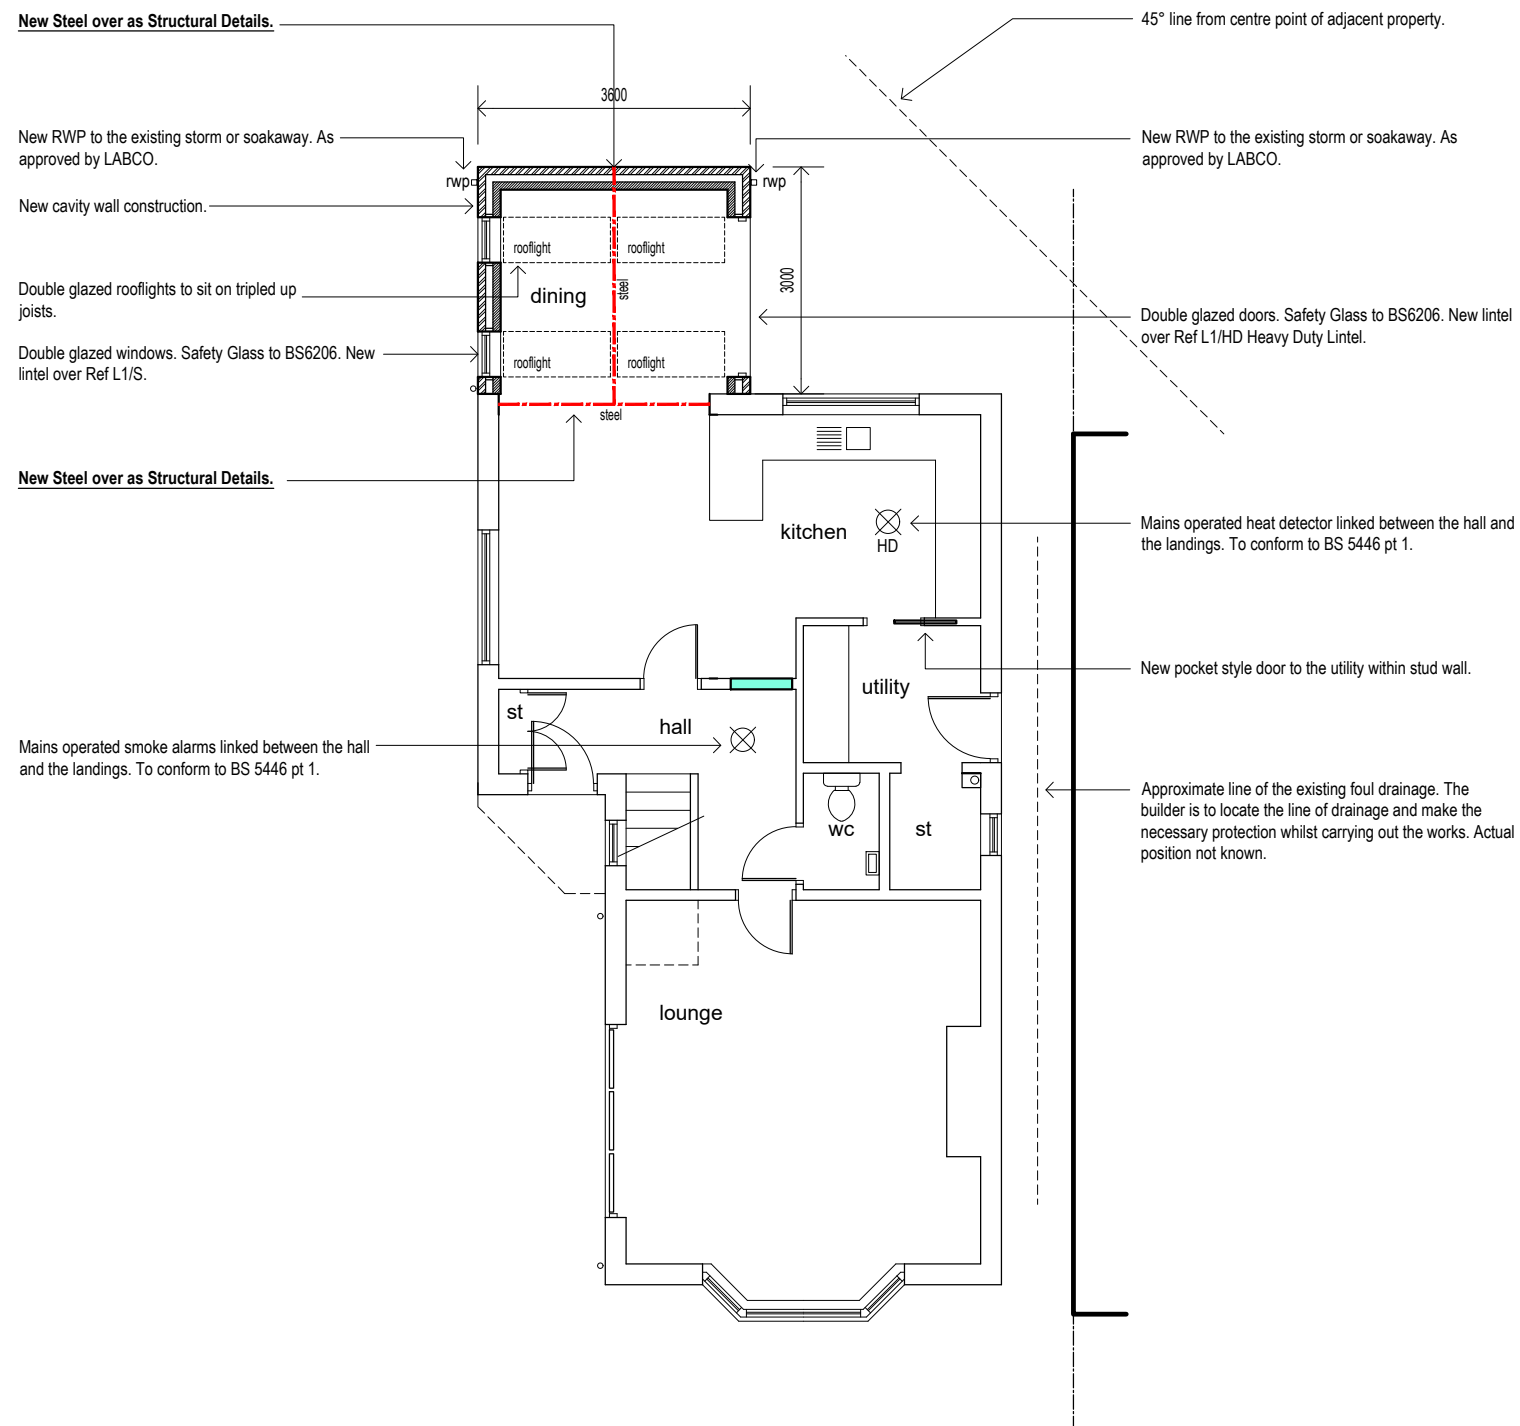 New Steel over as Structural Details.
45° line from centre point of adjacent property.
3600
New RWP to the existing storm or soakaway. As
approved by LABCO.
New RWP to the existing storm or soakaway. As
approved by LABCO.
rwp
rwp
New cavity wall construction.
rooflight
rooflight
3000
steel
dining
Double glazed rooflights to sit on tripled up
joists.
Double glazed doors. Safety Glass to BS6206. New lintel
over Ref L1/HD Heavy Duty Lintel.
Double glazed windows. Safety Glass to BS6206. New
lintel over Ref L1/S.
rooflight
rooflight
steel
New Steel over as Structural Details.
kitchen
HD
Mains operated heat detector linked between the hall and
the landings. To conform to BS 5446 pt 1.
New pocket style door to the utility within stud wall.
utility
st
hall
Mains operated smoke alarms linked between the hall
and the landings. To conform to BS 5446 pt 1.
Approximate line of the existing foul drainage. The
builder is to locate the line of drainage and make the
necessary protection whilst carrying out the works. Actual
position not known.
wc
st
lounge